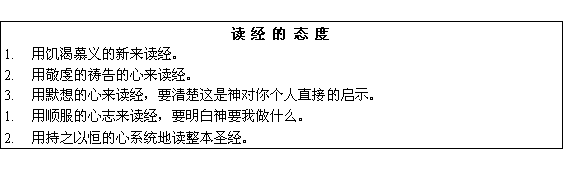 读 经 的 态 度
1. 用饥渴慕义的新来读经。
2. 用敬虔的祷告的心来读经。
3. 用默想的心来读经，要清楚这是神对你个人直接的启示。
1. 用顺服的心志来读经，要明白神要我做什么。
2. 用持之以恒的心系统地读整本圣经。